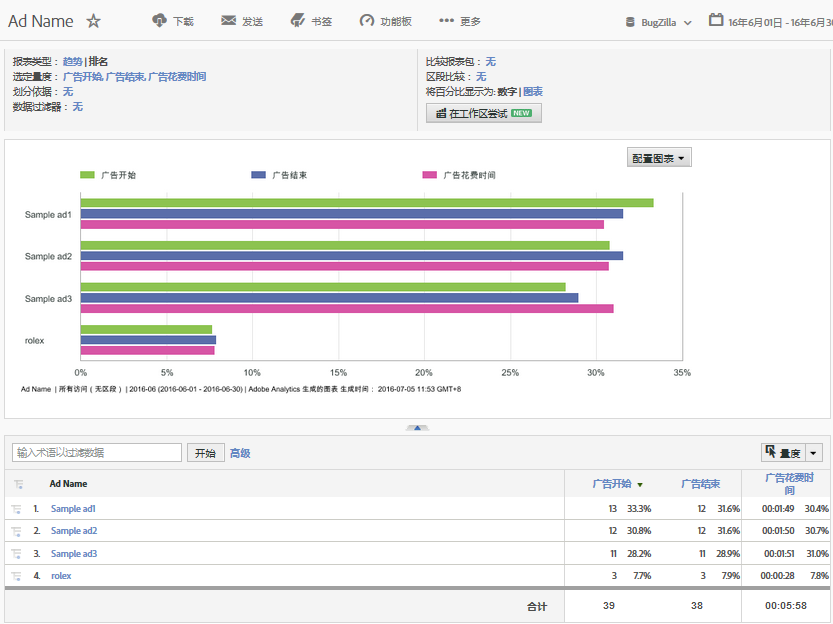 Ad Name 下载 发送 书签 功能板 更多 BugZilla 16年6月01日 - 16年6月30
报表类型： 趋势 | 排名
选定量度： 广告开始, 广告结束, 广告花费时间
划分依据： 无
数据过滤器： 无
比较报表包： 无
区段比较： 无
将百分比显示为: 数字 | 图表
在工作区尝试 NEW
配置图表
广告开始 广告结束 广告花费时间
Sample ad1
Sample ad2
Sample ad3
rolex
0% 5% 10% 15% 20% 25% 30% 35%
Ad Name | 所有访问 ( 无区段 ) | 2016-06 (2016-06-01 - 2016-06-30) | Adobe Analytics 生成的图表 生成时间： 2016-07-05 11:53 GMT+8
输入术语以过滤数据 开始 高级 量度
Ad Name 广告开始 广告结束 广告花费时
间
1. Sample ad1 13 33.3% 12 31.6% 00:01:49 30.4%
2. Sample ad2 12 30.8% 12 31.6% 00:01:50 30.7%
3. Sample ad3 11 28.2% 11 28.9% 00:01:51 31.0%
4. rolex 3 7.7% 3 7.9% 00:00:28 7.8%
合计 39 38 00:05:58